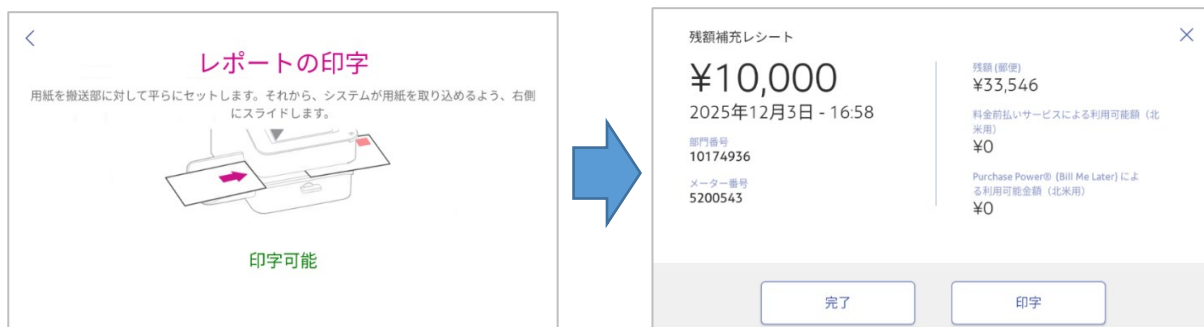 レポートの印字
用紙を搬送部に対して平らにセットします。それから、システムが用紙を取り込めるよう、右側
にスライドします。
印字可能
残額補充レシート
¥10,000
2025年12月3日 - 16:58
部門番号
10174936
メーター番号
5200543
残額 (郵便)
¥33,546
料金前払いサービスによる利用可能額（北
米用）
¥0
Purchase Power® (Bill Me Later) によ
る利用可能金額（北米用）
¥0
完了
印字